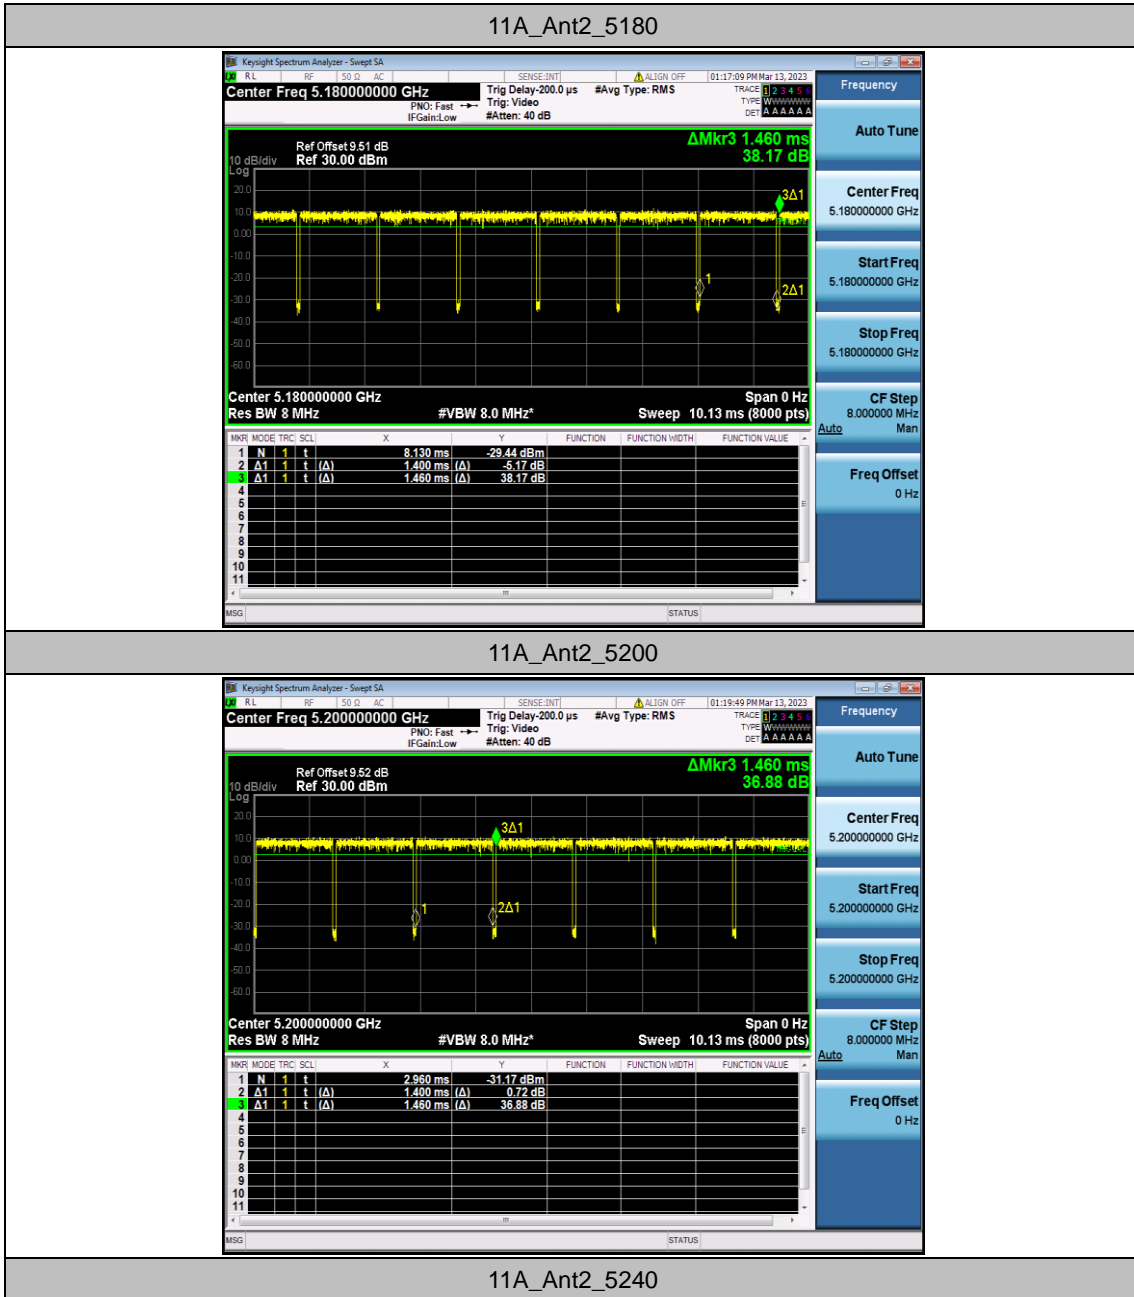 11A_Ant2_5180
Keysight Spectrum Analyzer - Swept SA
RL RF 50 Ω AC SENSE:INT ALIGN OFF 01:17:09 PM Mar 13, 2023
Center Freq 5.180000000 GHz Trig Delay-200.0 µs #Avg Type: RMS TRACE 1 2 3 4 5 6
PNO: Fast Trig: Video TYPE WWWWWW
IFGain:Low #Atten: 40 dB DET A A A A A A
Frequency
Auto Tune
Ref Offset 9.51 dB ΔMkr3 1.460 ms
10 dB/div Ref 30.00 dBm 38.17 dB
Log
20.0
10.0
0.00
-10.0
-20.0
-30.0
-40.0
-50.0
-60.0
3Δ1
1
2Δ1
Center Freq
5.180000000 GHz
Start Freq
5.180000000 GHz
Stop Freq
5.180000000 GHz
CF Step
8.000000 MHz
Auto Man
Freq Offset
0 Hz
Center 5.180000000 GHz Span 0 Hz
Res BW 8 MHz #VBW 8.0 MHz* Sweep 10.13 ms (8000 pts)
MKR MODE TRC SCL X Y FUNCTION FUNCTION WIDTH FUNCTION VALUE
1 N 1 t 8.130 ms -29.44 dBm
2 Δ1 1 t (Δ) 1.400 ms (Δ) -5.17 dB
3 Δ1 1 t (Δ) 1.460 ms (Δ) 38.17 dB
4
5
6
7
8
9
10
11
MSG STATUS
11A_Ant2_5200
Keysight Spectrum Analyzer - Swept SA
RL RF 50 Ω AC SENSE:INT ALIGN OFF 01:19:49 PM Mar 13, 2023
Center Freq 5.200000000 GHz Trig Delay-200.0 µs #Avg Type: RMS TRACE 1 2 3 4 5 6
PNO: Fast Trig: Video TYPE WWWWWW
IFGain:Low #Atten: 40 dB DET A A A A A A
Frequency
Auto Tune
Ref Offset 9.52 dB ΔMkr3 1.460 ms
10 dB/div Ref 30.00 dBm 36.88 dB
Log
20.0
10.0
0.00
-10.0
-20.0
-30.0
-40.0
-50.0
-60.0
3Δ1
1
2Δ1
Center Freq
5.200000000 GHz
Start Freq
5.200000000 GHz
Stop Freq
5.200000000 GHz
CF Step
8.000000 MHz
Auto Man
Freq Offset
0 Hz
Center 5.200000000 GHz Span 0 Hz
Res BW 8 MHz #VBW 8.0 MHz* Sweep 10.13 ms (8000 pts)
MKR MODE TRC SCL X Y FUNCTION FUNCTION WIDTH FUNCTION VALUE
1 N 1 t 2.960 ms -31.17 dBm
2 Δ1 1 t (Δ) 1.400 ms (Δ) 0.72 dB
3 Δ1 1 t (Δ) 1.460 ms (Δ) 36.88 dB
4
5
6
7
8
9
10
11
MSG STATUS
11A_Ant2_5240